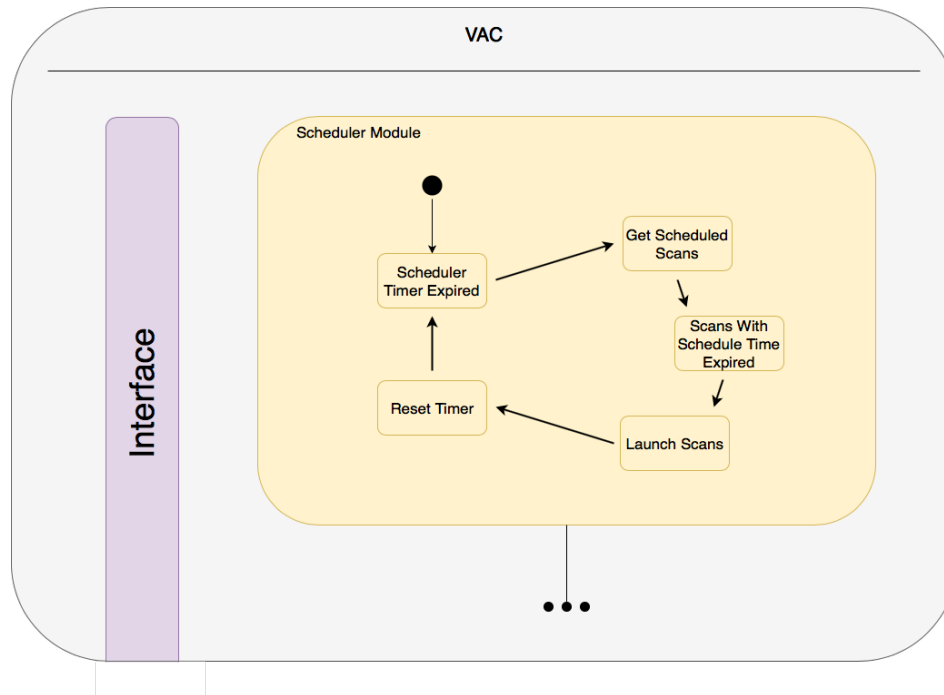 VAC
Scheduler Module
Get Scheduled
Scans
Scheduler
Timer Expired
Scans With
Schedule Time
Expired
Reset Timer
Launch Scans
Interface